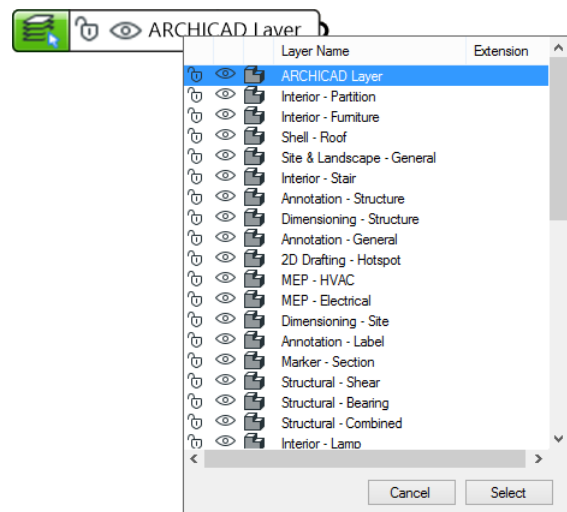 ARCHICAD Layer
Layer Name Extension
ARCHICAD Layer
Interior - Partition
Interior - Furniture
Shell - Roof
Site & Landscape - General
Interior - Stair
Annotation - Structure
Dimensioning - Structure
Annotation - General
2D Drafting - Hotspot
MEP - HVAC
MEP - Electrical
Dimensioning - Site
Annotation - Label
Marker - Section
Structural - Shear
Structural - Bearing
Structural - Combined
Interior - Lamp
Cancel Select